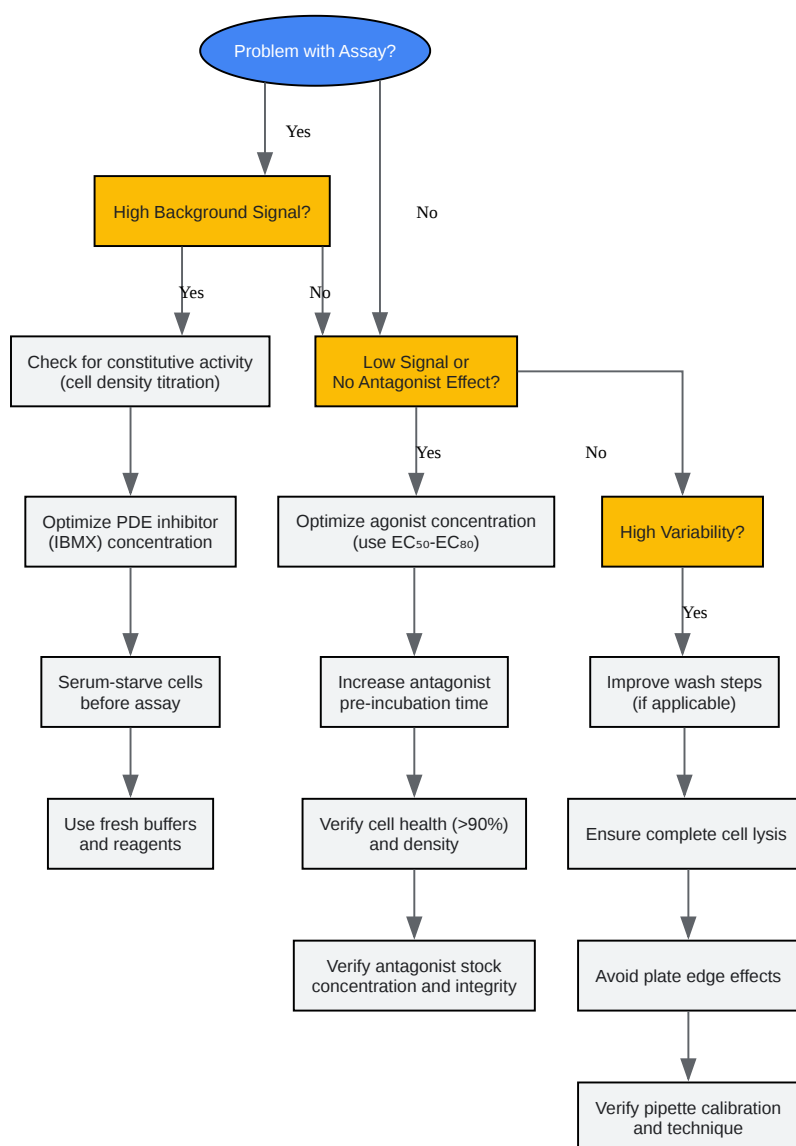 Problem with Assay?
Yes
High Background Signal?
No
Yes
No
Check for constitutive activity
(cell density titration)
Low Signal or
No Antagonist Effect?
Yes
No
Optimize PDE inhibitor
(IBMX) concentration
Optimize agonist concentration
(use EC₅₀-EC₈₀)
High Variability?
Yes
Serum-starve cells
before assay
Increase antagonist
pre-incubation time
Improve wash steps
(if applicable)
Use fresh buffers
and reagents
Verify cell health (>90%)
and density
Ensure complete cell lysis
Verify antagonist stock
concentration and integrity
Avoid plate edge effects
Verify pipette calibration
and technique